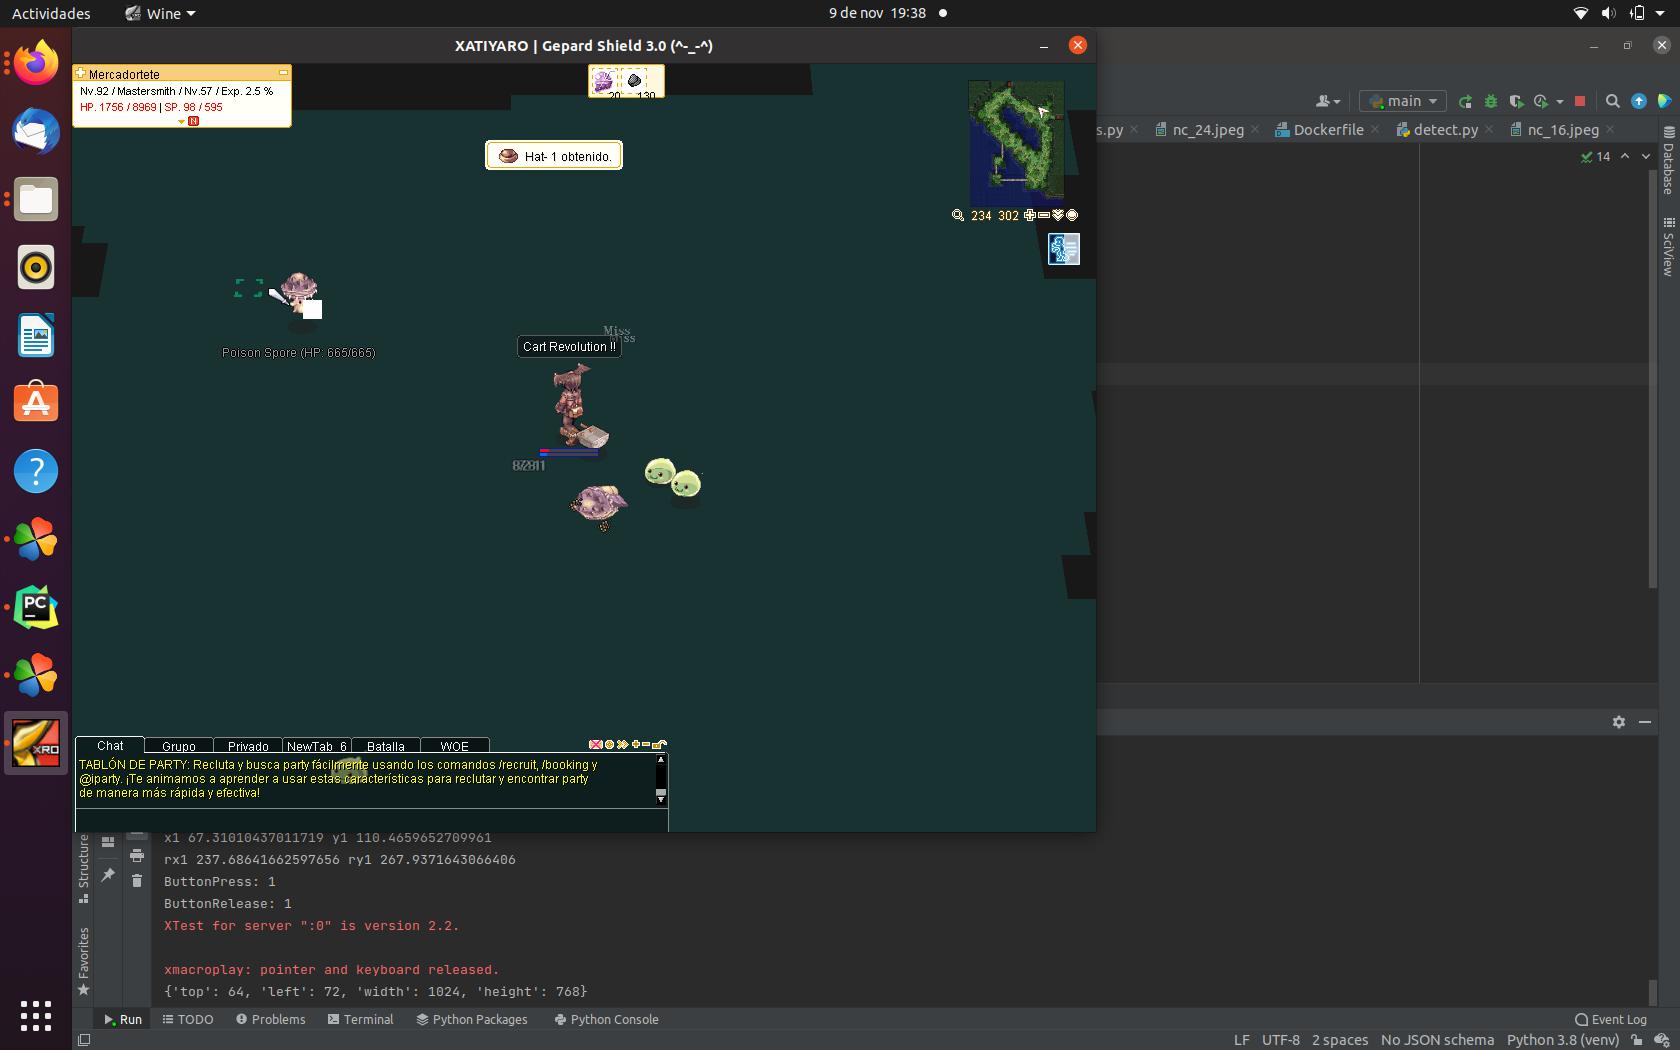 Actividades
Wine
9 de nov 19:38
XATIYARO | Gepard Shield 3.0 (^-_-^)
Mercadortete
Nv.92 / Mastersmith / Nv.57 / Exp. 2.5 %
HP. 1756 / 8969 | SP. 98 / 595
N
20 130
Hat- 1 obtenido.
234 302
Poison Spore (HP: 665/665)
Miss
Miss
Cart Revolution !!
main
s.py
nc_24.jpeg
Dockerfile
detect.py
nc_16.jpeg
14
Database
SciView
PC
XRO
Chat Grupo Privado NewTab_6 Batalla WOE
TABLÓN DE PARTY: Recluta y busca party fácilmente usando los comandos /recruit, /booking y
@iparty. ¡Te animamos a aprender a usar estas características para reclutar y encontrar party
de manera más rápida y efectiva!
Structure
Favorites
x1 67.31010437011719 y1 110.4659652709961
rx1 237.68641662597656 ry1 267.9371643066406
ButtonPress: 1
ButtonRelease: 1
XTest for server ":0" is version 2.2.
xmacroplay: pointer and keyboard released.
{'top': 64, 'left': 72, 'width': 1024, 'height': 768}
Run TODO Problems Terminal Python Packages Python Console Event Log
LF UTF-8 2 spaces No JSON schema Python 3.8 (venv)